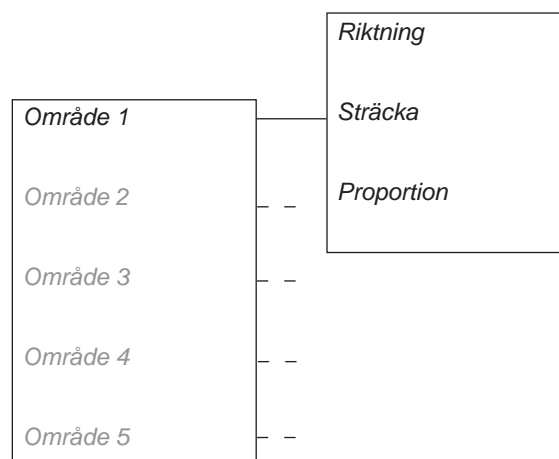 Riktning
Sträcka
Proportion
Område 1
Område 2
Område 3
Område 4
Område 5